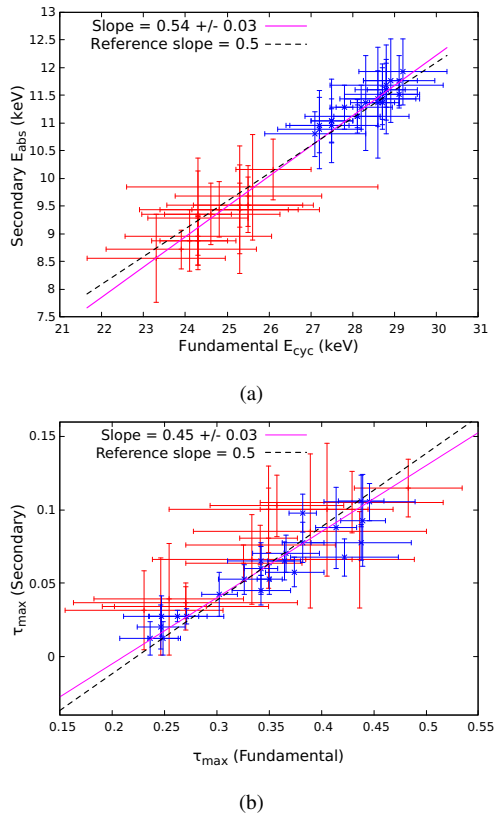 Slope = 0.54 +/- 0.03
Reference slope = 0.5
Secondary E_abs (keV)
13
12.5
12
11.5
11
10.5
10
9.5
9
8.5
8
7.5
21 22 23 24 25 26 27 28 29 30 31
Fundamental E_cyc (keV)
(a)
Slope = 0.45 +/- 0.03
Reference slope = 0.5
τ_max (Secondary)
0.15
0.1
0.05
0
0.15 0.2 0.25 0.3 0.35 0.4 0.45 0.5 0.55
τ_max (Fundamental)
(b)